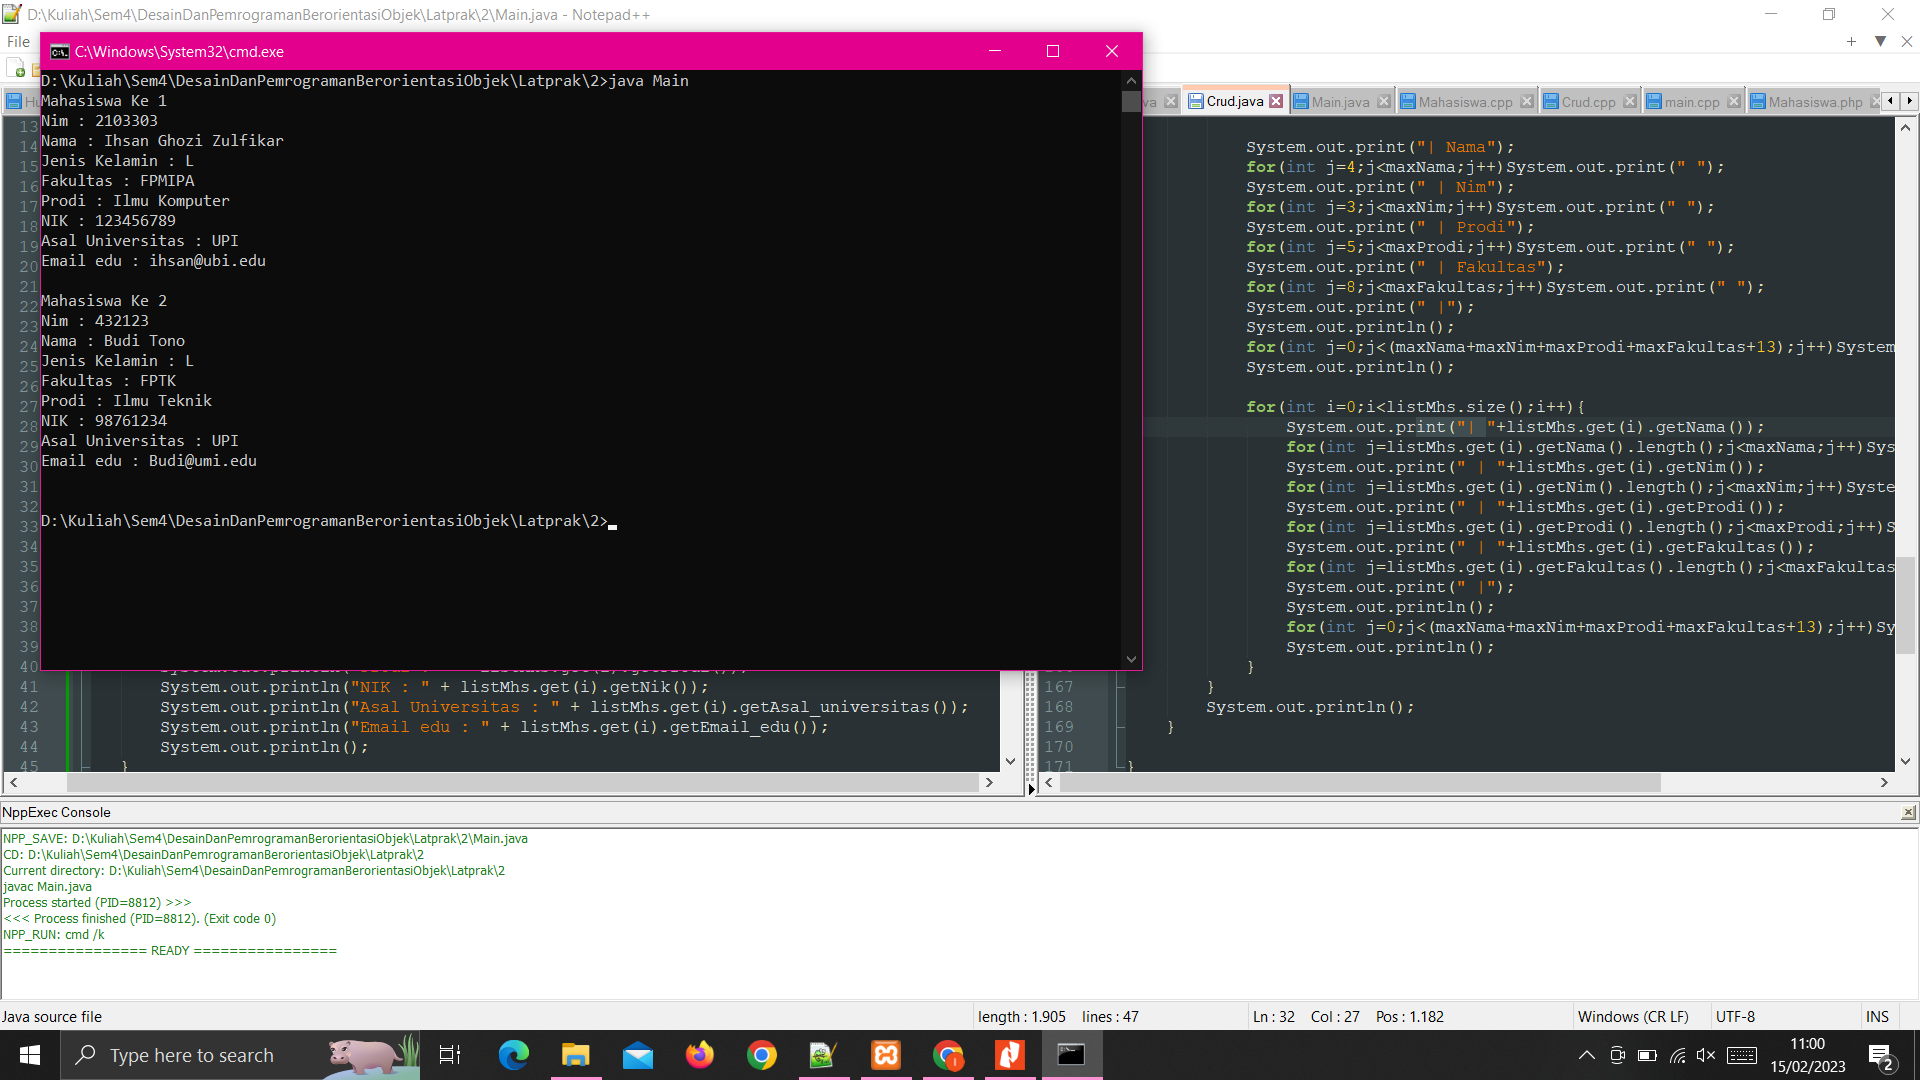 D:\Kuliah\Sem4\DesainDanPemrogramanBerorientasiObjek\Latprak\2\Main.java - Notepad++
File
C:\Windows\System32\cmd.exe
D:\Kuliah\Sem4\DesainDanPemrogramanBerorientasiObjek\Latprak\2>java Main
Mahasiswa Ke 1
Nim : 2103303
Nama : Ihsan Ghozi Zulfikar
Jenis Kelamin : L
Fakultas : FPMIPA
Prodi : Ilmu Komputer
NIK : 123456789
Asal Universitas : UPI
Email edu : ihsan@ubi.edu
Mahasiswa Ke 2
Nim : 432123
Nama : Budi Tono
Jenis Kelamin : L
Fakultas : FPTK
Prodi : Ilmu Teknik
NIK : 98761234
Asal Universitas : UPI
Email edu : Budi@umi.edu
D:\Kuliah\Sem4\DesainDanPemrogramanBerorientasiObjek\Latprak\2>
13
14
15
16
17
18
19
20
21
22
23
24
25
26
27
28
29
30
31
32
33
34
35
36
37
38
39
40
41 System.out.println("NIK : " + listMhs.get(i).getNik());
42 System.out.println("Asal Universitas : " + listMhs.get(i).getAsal_universitas());
43 System.out.println("Email edu : " + listMhs.get(i).getEmail_edu());
44 System.out.println();
45 }
va Crud.java Main.java Mahasiswa.cpp Crud.cpp main.cpp Mahasiswa.php
System.out.print("| Nama");
for(int j=4;j<maxNama;j++)System.out.print(" ");
System.out.print(" | Nim");
for(int j=3;j<maxNim;j++)System.out.print(" ");
System.out.print(" | Prodi");
for(int j=5;j<maxProdi;j++)System.out.print(" ");
System.out.print(" | Fakultas");
for(int j=8;j<maxFakultas;j++)System.out.print(" ");
System.out.print(" |");
System.out.println();
for(int j=0;j<(maxNama+maxNim+maxProdi+maxFakultas+13);j++)System
System.out.println();
for(int i=0;i<listMhs.size();i++){
System.out.print("| "+listMhs.get(i).getNama());
for(int j=listMhs.get(i).getNama().length();j<maxNama;j++)Sys
System.out.print(" | "+listMhs.get(i).getNim());
for(int j=listMhs.get(i).getNim().length();j<maxNim;j++)Syste
System.out.print(" | "+listMhs.get(i).getProdi());
for(int j=listMhs.get(i).getProdi().length();j<maxProdi;j++)S
System.out.print(" | "+listMhs.get(i).getFakultas());
for(int j=listMhs.get(i).getFakultas().length();j<maxFakultas
System.out.print(" |");
System.out.println();
for(int j=0;j<(maxNama+maxNim+maxProdi+maxFakultas+13);j++)Sy
System.out.println();
}
167 }
168 System.out.println();
169 }
170
171 }
NppExec Console
NPP_SAVE: D:\Kuliah\Sem4\DesainDanPemrogramanBerorientasiObjek\Latprak\2\Main.java
CD: D:\Kuliah\Sem4\DesainDanPemrogramanBerorientasiObjek\Latprak\2
Current directory: D:\Kuliah\Sem4\DesainDanPemrogramanBerorientasiObjek\Latprak\2
javac Main.java
Process started (PID=8812) >>>
<<< Process finished (PID=8812). (Exit code 0)
NPP_RUN: cmd /k
================ READY ================
Java source file length : 1.905 lines : 47 Ln : 32 Col : 27 Pos : 1.182 Windows (CR LF) UTF-8 INS
Type here to search
11:00
15/02/2023
2